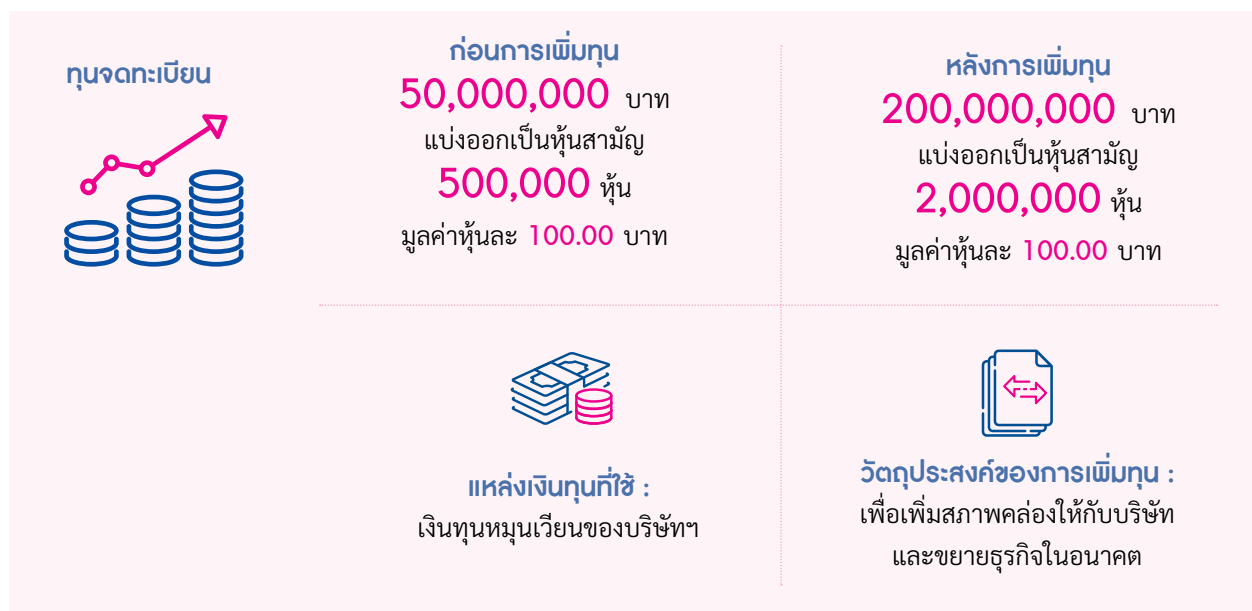 ทุนจดทะเบียน
ก่อนการเพิ่มทุน
50,000,000 บาท
แบ่งออกเป็นหุ้นสามัญ
500,000 หุ้น
มูลค่าหุ้นละ 100.00 บาท
หลังการเพิ่มทุน
200,000,000 บาท
แบ่งออกเป็นหุ้นสามัญ
2,000,000 หุ้น
มูลค่าหุ้นละ 100.00 บาท
แหล่งเงินทุนที่ใช้ :
เงินทุนหมุนเวียนของบริษัทฯ
วัตถุประสงค์ของการเพิ่มทุน :
เพื่อเพิ่มสภาพคล่องให้กับบริษัท
และขยายธุรกิจในอนาคต